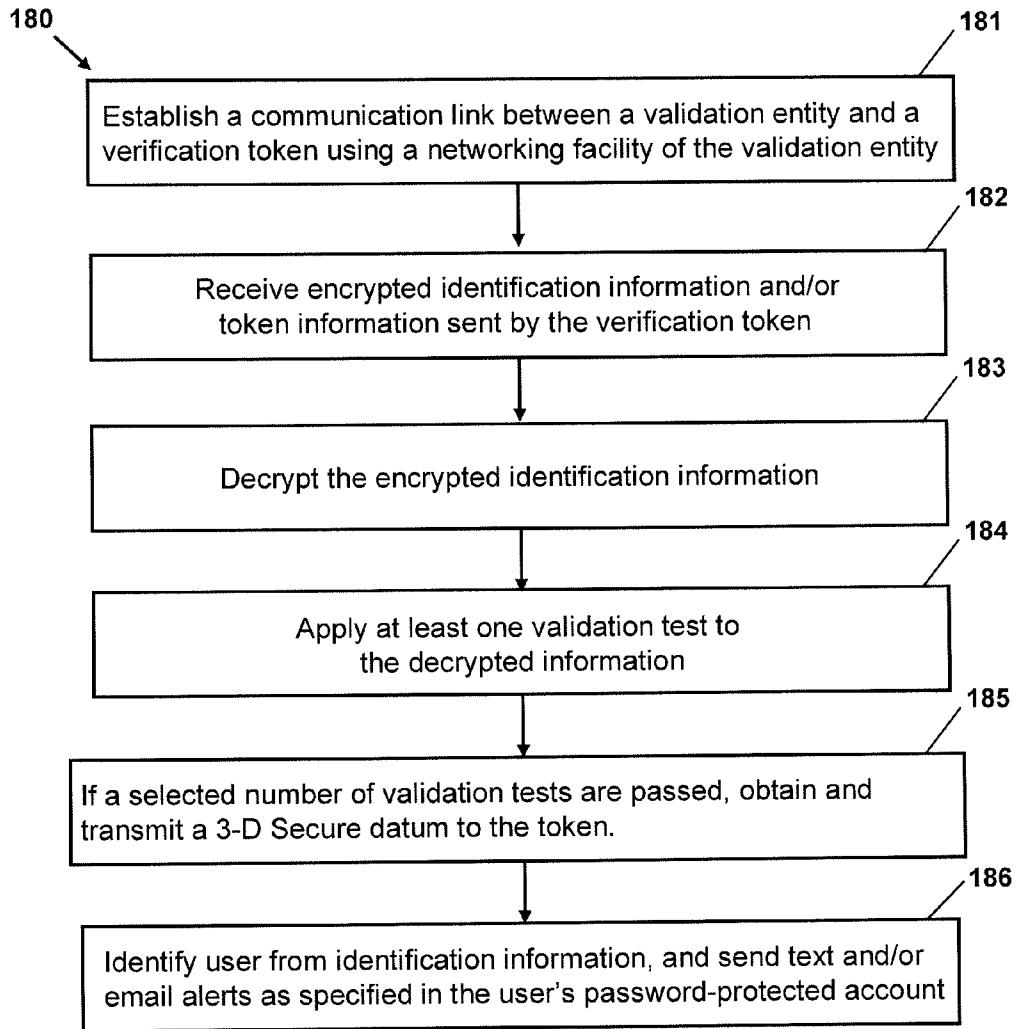 180
181
Establish a communication link between a validation entity and a
verification token using a networking facility of the validation entity
182
Receive encrypted identification information and/or
token information sent by the verification token
183
Decrypt the encrypted identification information
184
Apply at least one validation test to
the decrypted information
185
If a selected number of validation tests are passed, obtain and
transmit a 3-D Secure datum to the token.
186
Identify user from identification information, and send text and/or
email alerts as specified in the user's password-protected account